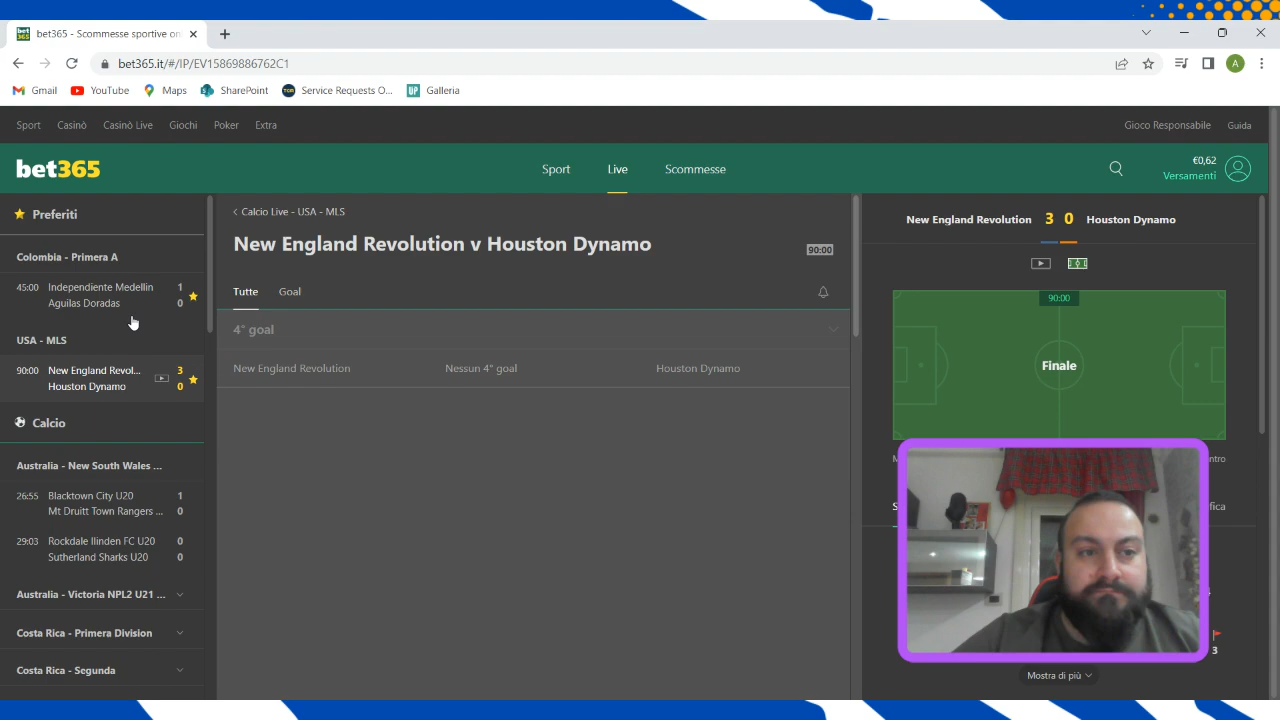 bet365 - Scommesse sportive on
bet365.it/#/IP/EV15869886762C1
A
Gmail
YouTube
Maps
SharePoint
Service Requests O...
Galleria
Sport
Casinò
Casinò Live
Giochi
Poker
Extra
Gioco Responsabile
Guida
bet365
Sport
Live
Scommesse
€0,62
Versamenti
Preferiti
Colombia - Primera A
45:00 Independiente Medellin 1
Aguilas Doradas 0
USA - MLS
90:00 New England Revol... 3
Houston Dynamo 0
Calcio
Australia - New South Wales ...
26:55 Blacktown City U20 1
Mt Druitt Town Rangers ... 0
29:03 Rockdale Ilinden FC U20 0
Sutherland Sharks U20 0
Australia - Victoria NPL2 U21 ...
Costa Rica - Primera Division
Costa Rica - Segunda
Calcio Live - USA - MLS
New England Revolution v Houston Dynamo
90:00
Tutte
Goal
4° goal
New England Revolution
Nessun 4° goal
Houston Dynamo
New England Revolution 3 0 Houston Dynamo
90:00
Finale
3
Mostra di più